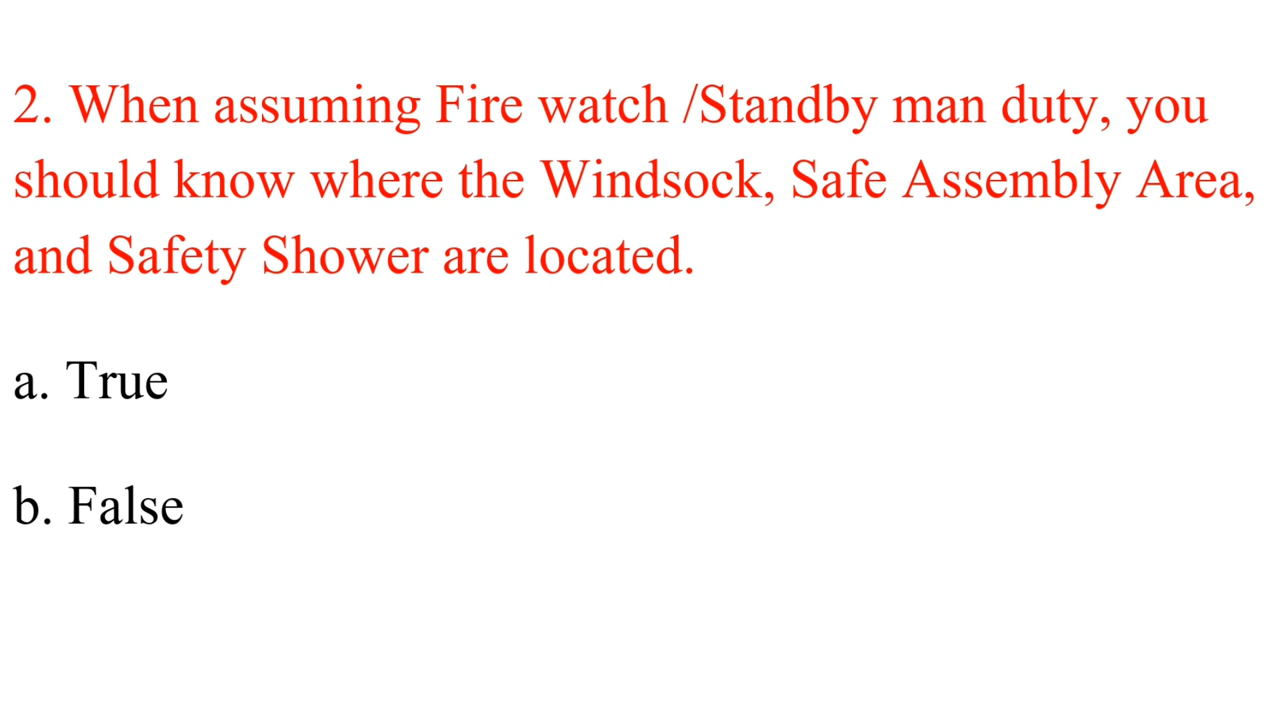 2. When assuming Fire watch /Standby man duty, you
should know where the Windsock, Safe Assembly Area,
and Safety Shower are located.
a. True
b. False